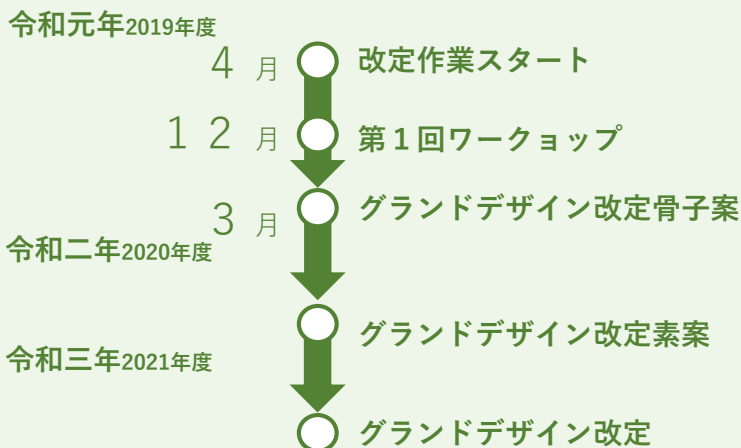 令和元年2019年度
４月 改定作業スタート
１２月 第１回ワークョップ
３月 グランドデザイン改定骨子案
令和二年2020年度
グランドデザイン改定素案
令和三年2021年度
グランドデザイン改定